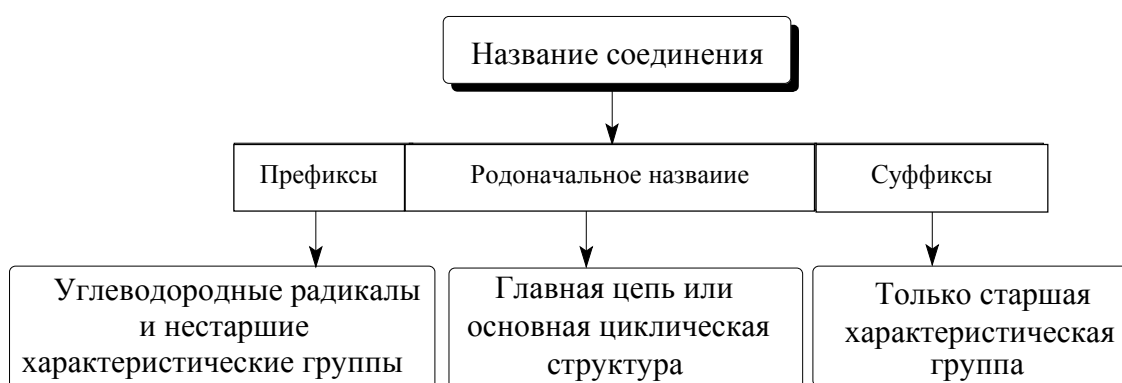 Название соединения
Префиксы
Родоначальное назваиие
Суффиксы
Углеводородные радикалы
и нестаршие
характеристические группы
Главная цепь или
основная циклическая
структура
Только старшая
характеристическая
группа